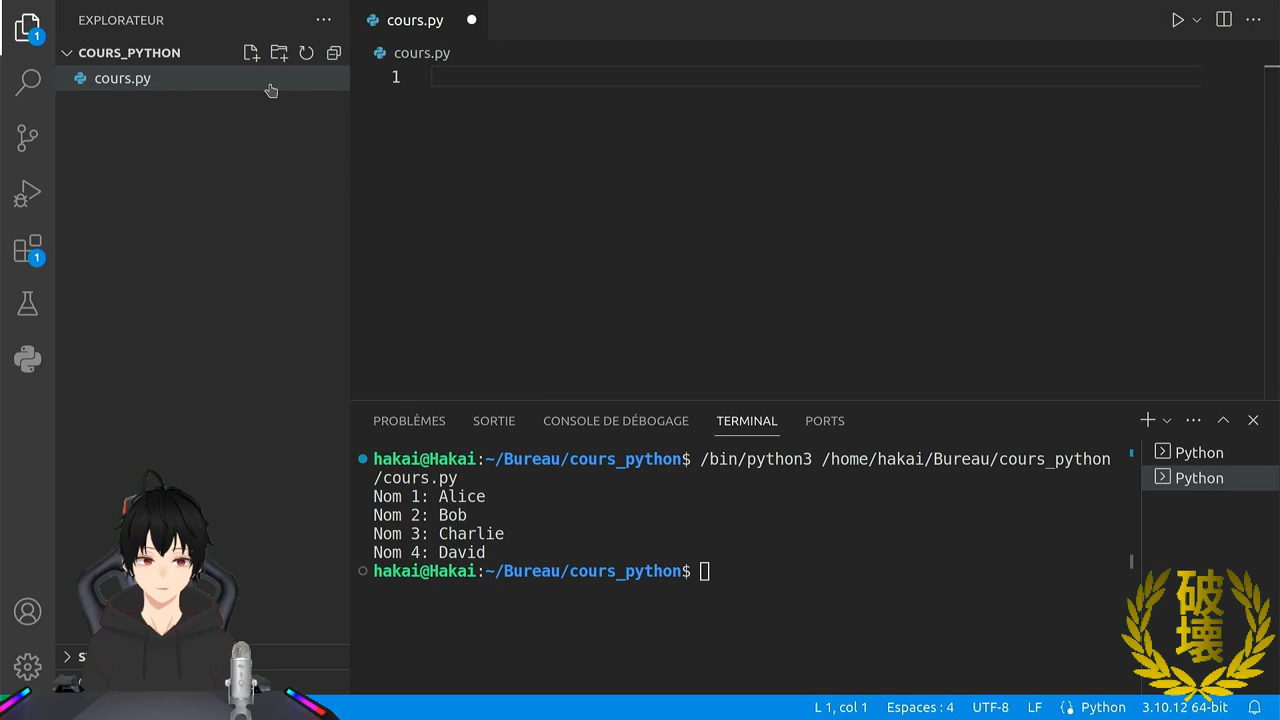 EXPLORATEUR
COURS_PYTHON
cours.py
1
1
cours.py
cours.py
1
PROBLÈMES
SORTIE
CONSOLE DE DÉBOGAGE
TERMINAL
PORTS
hakai@Hakai:~/Bureau/cours_python$ /bin/python3 /home/hakai/Bureau/cours_python
/cours.py
Nom 1: Alice
Nom 2: Bob
Nom 3: Charlie
Nom 4: David
hakai@Hakai:~/Bureau/cours_python$
Python
Python
破
壊
L 1, col 1
Espaces : 4
UTF-8
LF
Python
3.10.12 64-bit